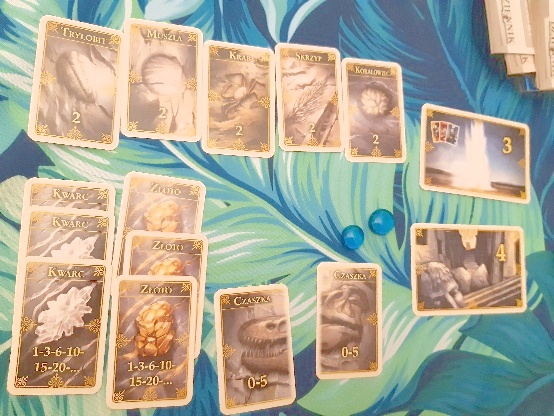 TRYLOBIT
2
MUSZLA
2
KRAB
2
SKRZYP
2
2
3
4
KWARC
KWARC
KWARC
1-3-6-10-
15-20-...
ZŁOTO
ZŁOTO
ZŁOTO
1-3-6-10-
15-20-...
CZASZKA
0-5
CZASZKA
0-5